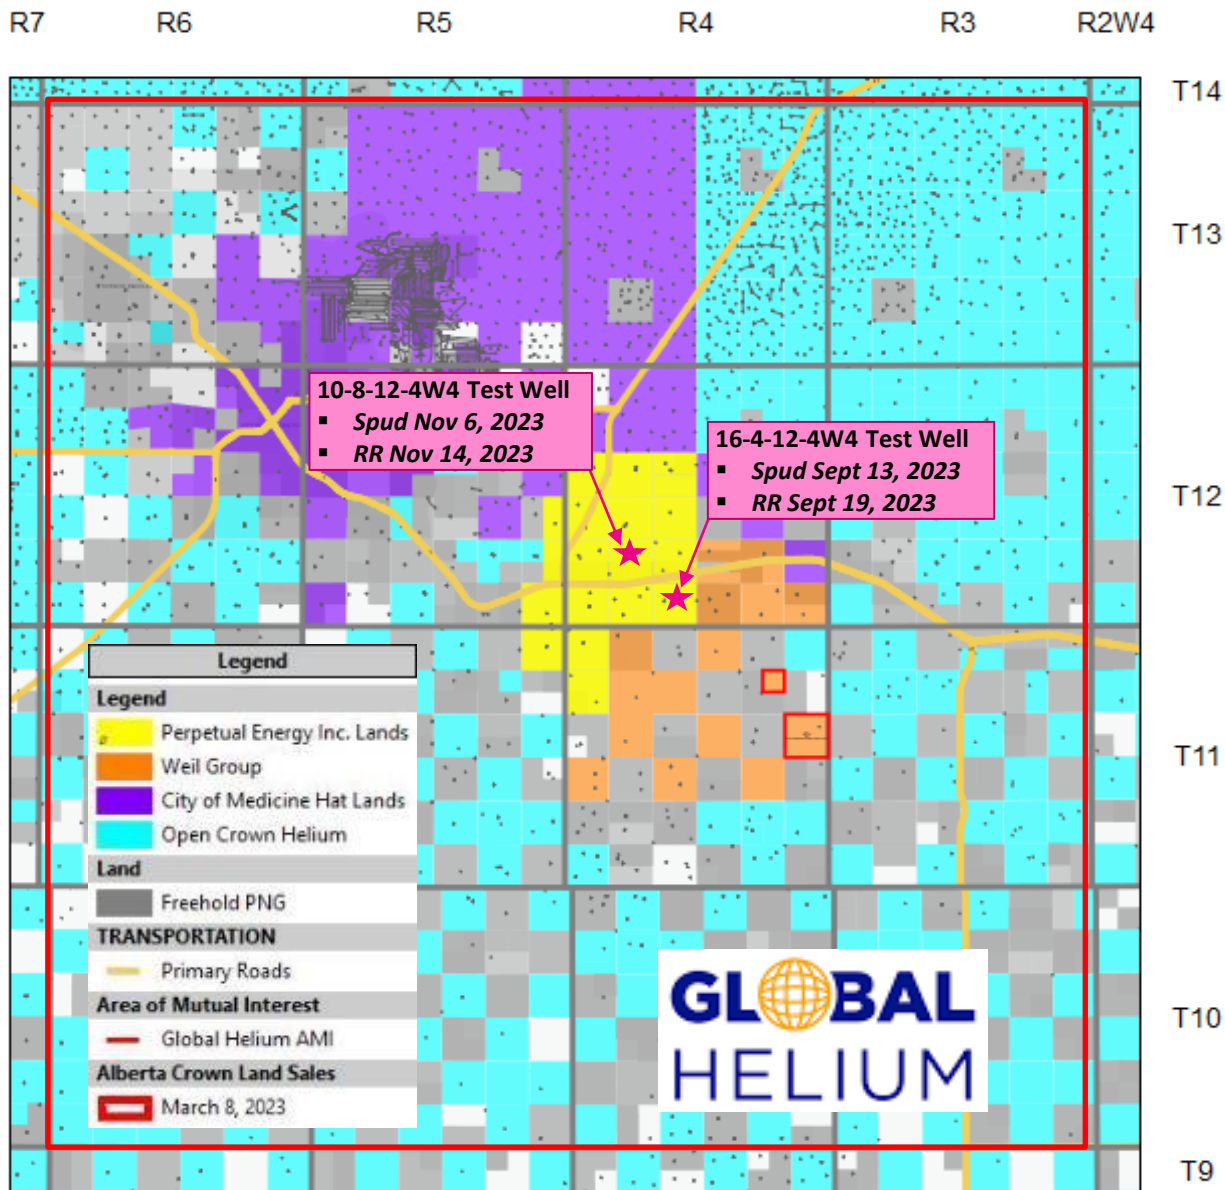 R7 R6 R5 R4 R3 R2W4
T14
T13
10-8-12-4W4 Test Well
▪ Spud Nov 6, 2023
▪ RR Nov 14, 2023
16-4-12-4W4 Test Well
▪ Spud Sept 13, 2023
▪ RR Sept 19, 2023
T12
Legend
Legend
Perpetual Energy Inc. Lands
Weil Group
City of Medicine Hat Lands
Open Crown Helium
Land
Freehold PNG
TRANSPORTATION
Primary Roads
Area of Mutual Interest
Global Helium AMI
Alberta Crown Land Sales
March 8, 2023
T11
GLOBAL
HELIUM
T10
T9